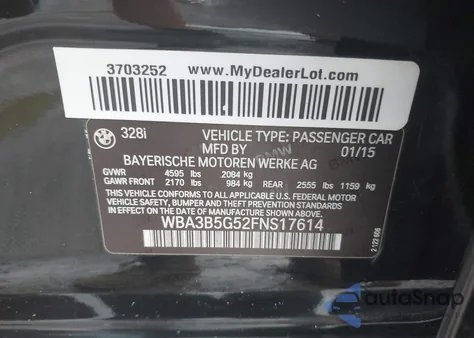 3703252 www.MyDealerLot.com
328i VEHICLE TYPE: PASSENGER CAR
MFD BY 01/15
BAYERISCHE MOTOREN WERKE AG
GVWR 4595 lbs 2084 kg
GAWR FRONT 2170 lbs 984 kg REAR 2555 lbs 1159 kg
THIS VEHICLE CONFORMS TO ALL APPLICABLE U.S. FEDERAL MOTOR
VEHICLE SAFETY, BUMPER, AND THEFT PREVENTION STANDARDS
IN EFFECT ON THE DATE OF MANUFACTURE SHOWN ABOVE.
WBA3B5G52FNS17614
2 122 606
autoSnap